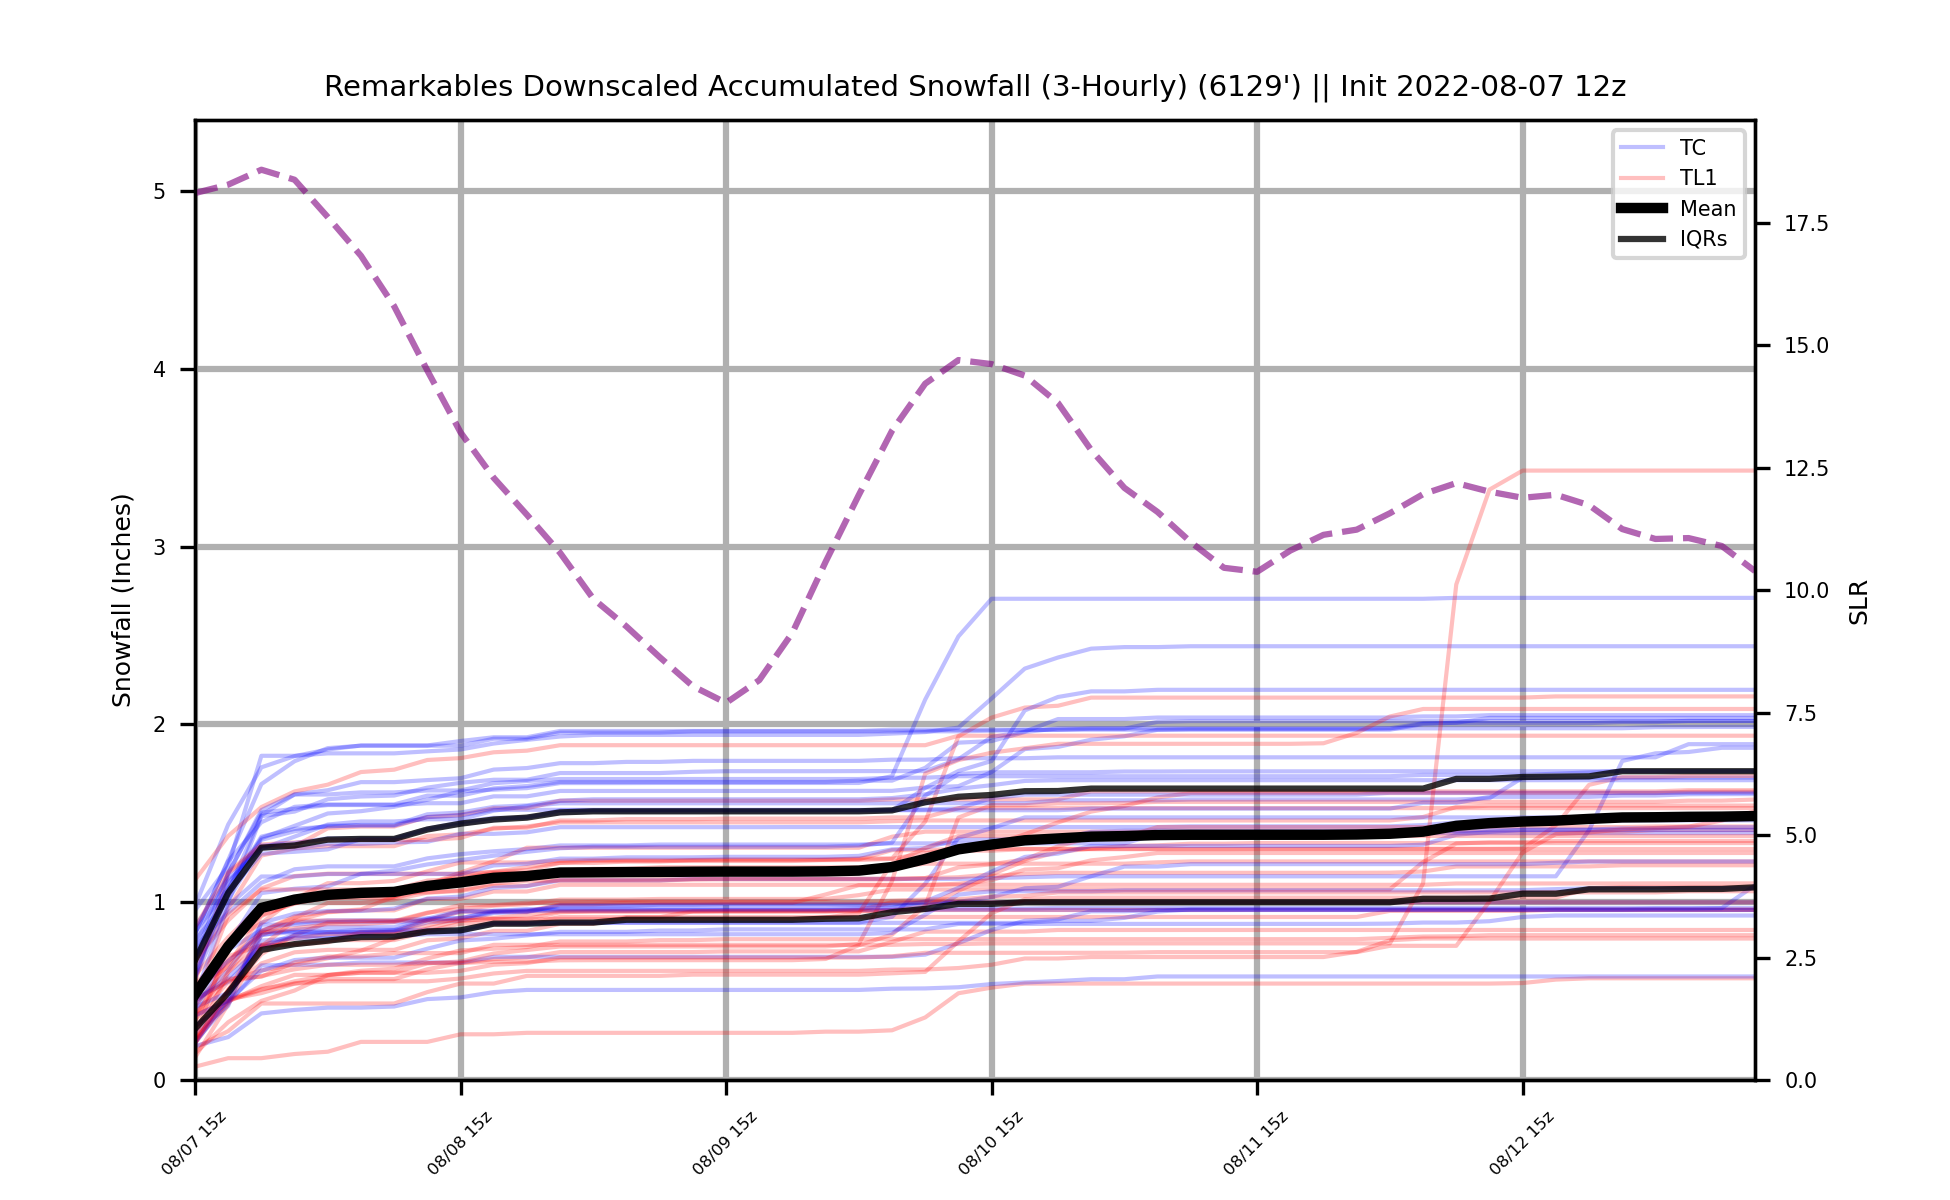 Remarkables Downscaled Accumulated Snowfall (3-Hourly) (6129') || Init 2022-08-07 12z
TC
TL1
Mean
IQRs
5
4
3
2
1
0
Snowfall (Inches)
17.5
15.0
12.5
10.0
7.5
5.0
2.5
0.0
SLR
08/07 15z
08/08 15z
08/09 15z
08/10 15z
08/11 15z
08/12 15z